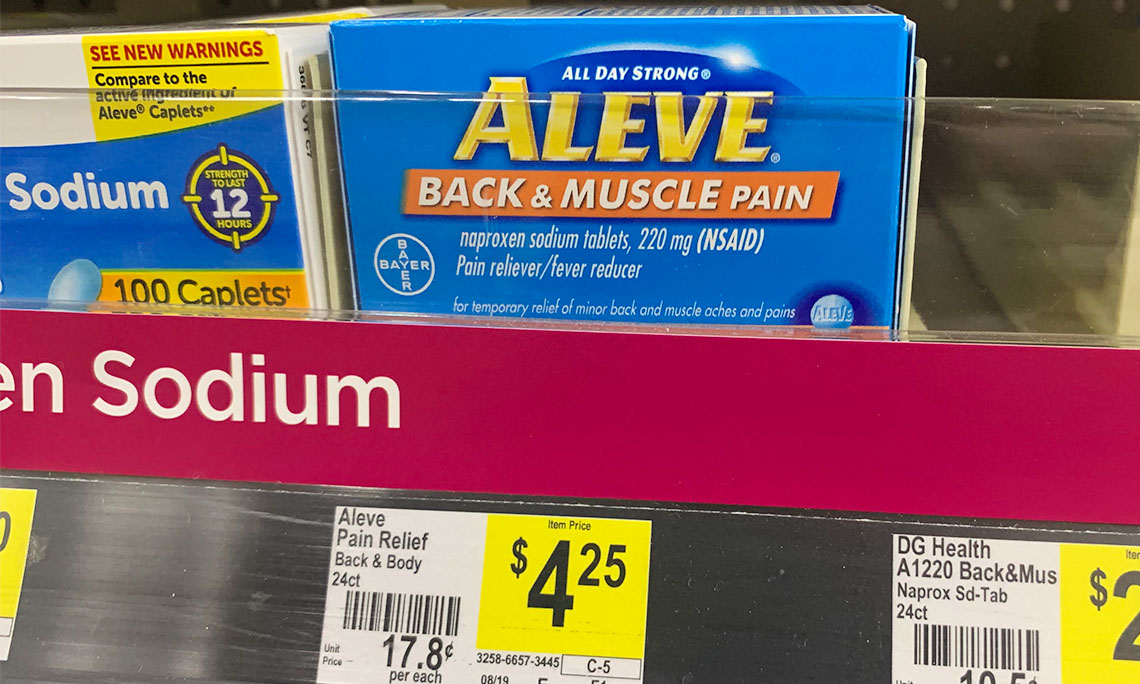 SEE NEW WARNINGS
Compare to the
active ingredient of
Aleve® Caplets**
Sodium
STRENGTH
TO LAST
12
HOURS
100 Caplets†
ALL DAY STRONG®
ALEVE®
BACK & MUSCLE PAIN
naproxen sodium tablets, 220 mg (NSAID)
Pain reliever/fever reducer
BAYER
BAYER
for temporary relief of minor back and muscle aches and pains
ALEVE
en Sodium
0
Aleve
Pain Relief
Back & Body
24ct
Unit
Price
17.8¢
per each
Item Price
$4.25
3258-6657-3445
C-5
08/19
DG Health
A1220 Back&Mus
Naprox Sd-Tab
24ct
$2